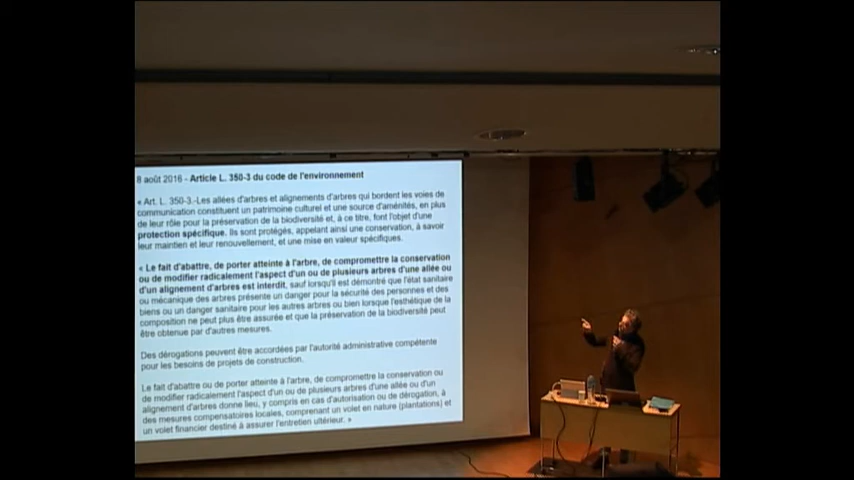 8 août 2016 - Article L. 350-3 du code de l'environnement
« Art. L. 350-3.-Les allées d'arbres et alignements d'arbres qui bordent les voies de
communication constituent un patrimoine culturel et une source d'aménités, en plus
de leur rôle pour la préservation de la biodiversité et, à ce titre, font l'objet d'une
protection spécifique. Ils sont protégés, appelant ainsi une conservation, à savoir
leur maintien et leur renouvellement, et une mise en valeur spécifiques.
« Le fait d'abattre, de porter atteinte à l'arbre, de compromettre la conservation
ou de modifier radicalement l'aspect d'un ou de plusieurs arbres d'une allée ou
d'un alignement d'arbres est interdit, sauf lorsqu'il est démontré que l'état sanitaire
ou mécanique des arbres présente un danger pour la sécurité des personnes et des
biens ou un danger sanitaire pour les autres arbres ou bien lorsque l'esthétique de la
composition ne peut plus être assurée et que la préservation de la biodiversité peut
être obtenue par d'autres mesures.
Des dérogations peuvent être accordées par l'autorité administrative compétente
pour les besoins de projets de construction.
Le fait d'abattre ou de porter atteinte à l'arbre, de compromettre la conservation ou
de modifier radicalement l'aspect d'un ou de plusieurs arbres d'une allée ou d'un
alignement d'arbres donne lieu, y compris en cas d'autorisation ou de dérogation, à
des mesures compensatoires locales, comprenant un volet en nature (plantations) et
un volet financier destiné à assurer l'entretien ultérieur. »